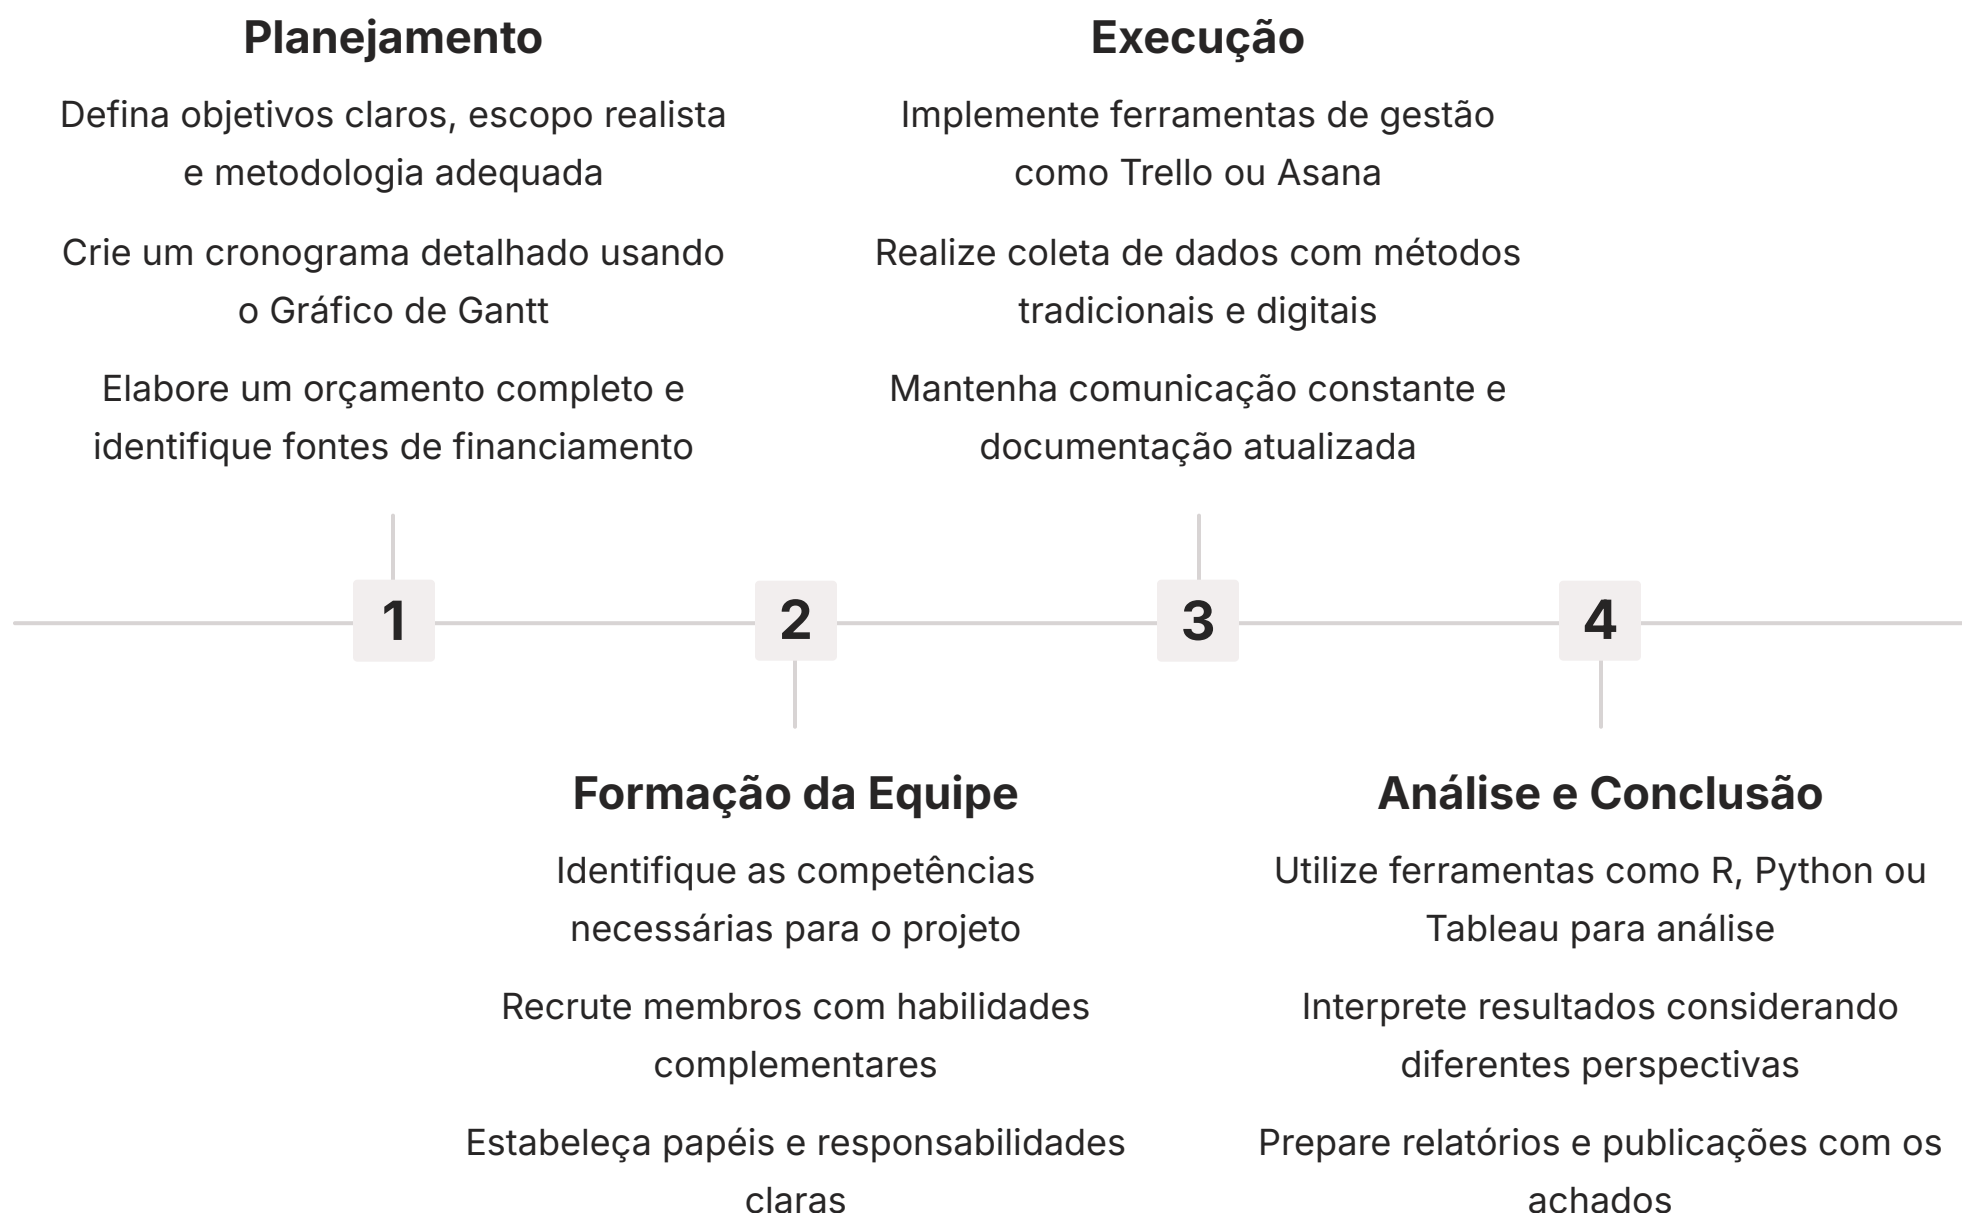 Planejamento
Defina objetivos claros, escopo realista
e metodologia adequada
Crie um cronograma detalhado usando
o Gráfico de Gantt
Elabore um orçamento completo e
identifique fontes de financiamento
Execução
Implemente ferramentas de gestão
como Trello ou Asana
Realize coleta de dados com métodos
tradicionais e digitais
Mantenha comunicação constante e
documentação atualizada
1
2
3
4
Formação da Equipe
Identifique as competências
necessárias para o projeto
Recrute membros com habilidades
complementares
Estabeleça papéis e responsabilidades
claras
Análise e Conclusão
Utilize ferramentas como R, Python ou
Tableau para análise
Interprete resultados considerando
diferentes perspectivas
Prepare relatórios e publicações com os
achados